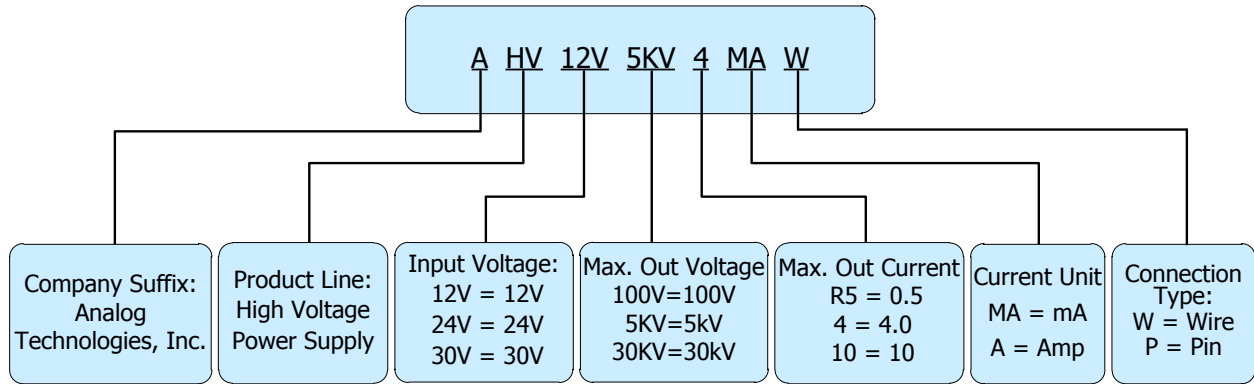 A HV 12V 5KV 4 MA W
Company Suffix:
Analog
Technologies, Inc.
Product Line:
High Voltage
Power Supply
Input Voltage:
12V = 12V
24V = 24V
30V = 30V
Max. Out Voltage
100V=100V
5KV=5kV
30KV=30kV
Max. Out Current
R5 = 0.5
4 = 4.0
10 = 10
Current Unit
MA = mA
A = Amp
Connection
Type:
W = Wire
P = Pin